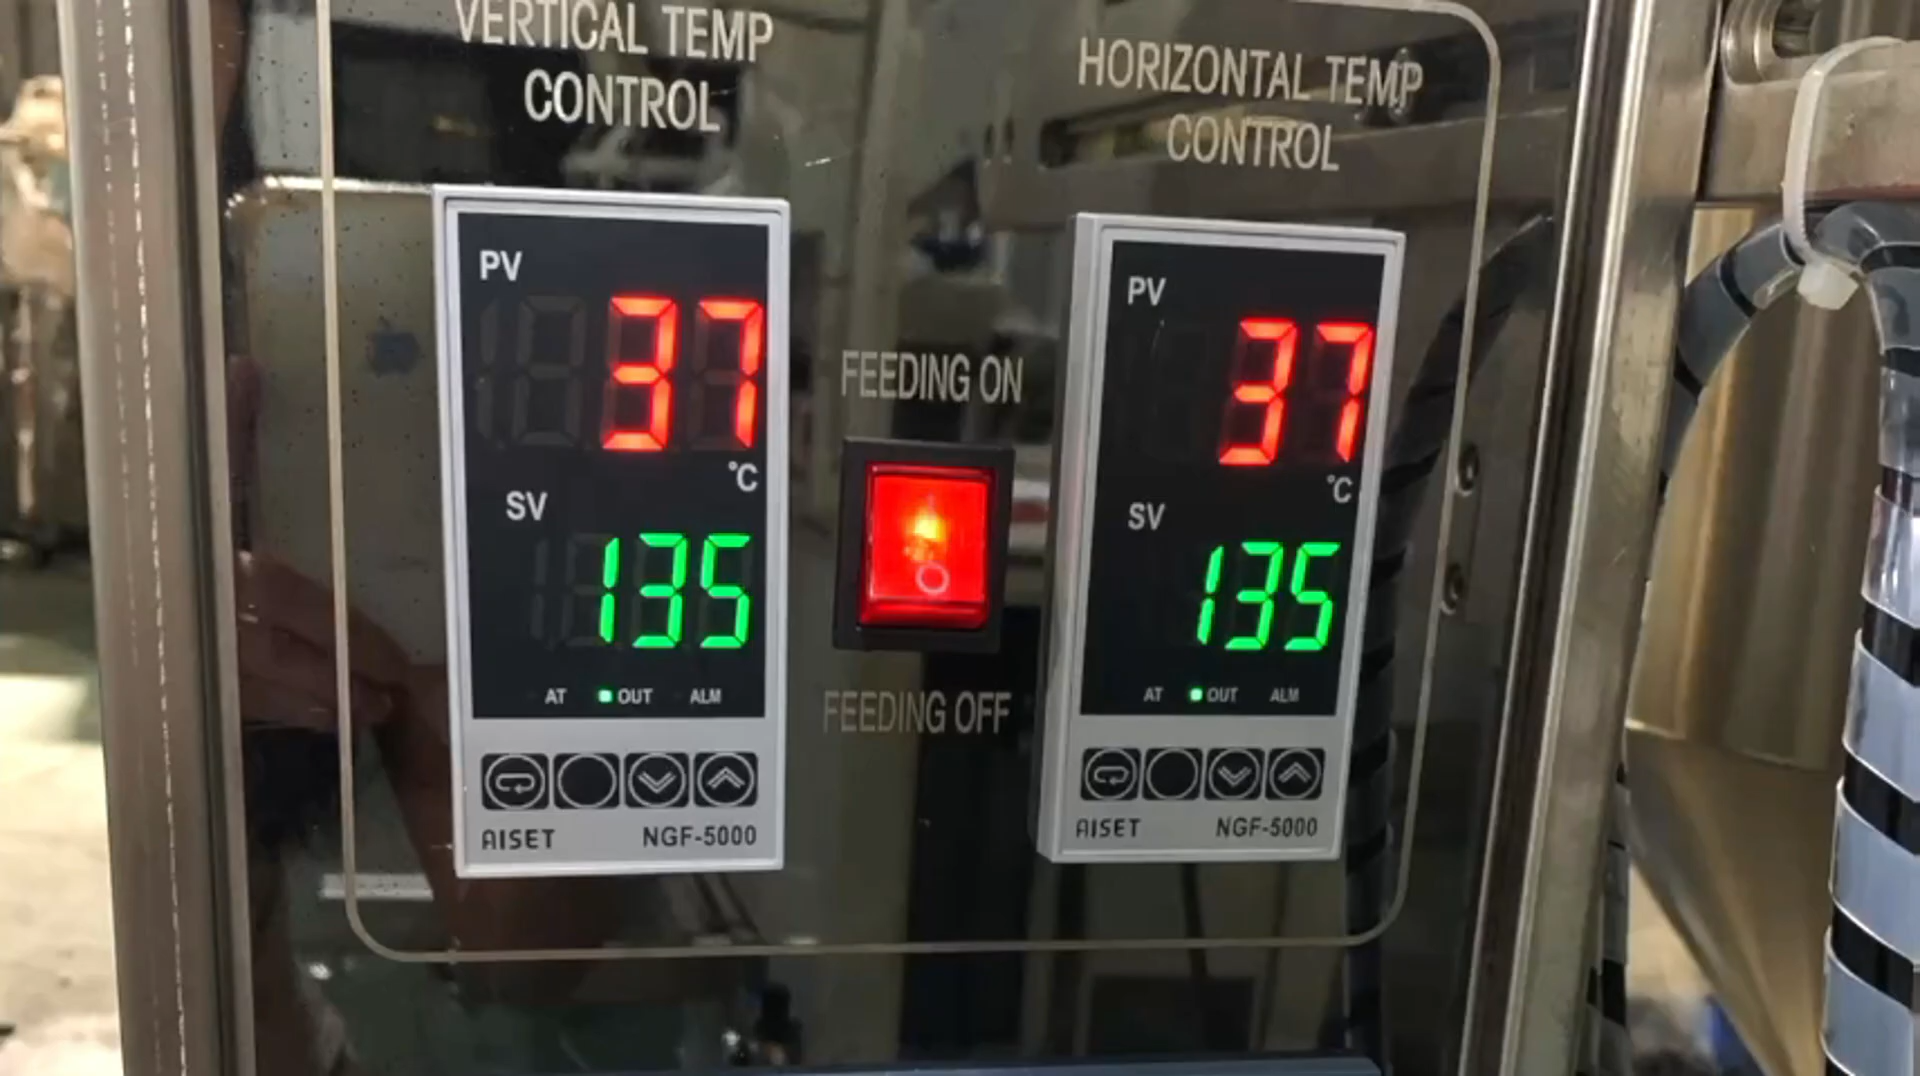 VERTICAL TEMP
CONTROL
PV
37
°C
SV
135
AT OUT ALM
AISET NGF-5000
FEEDING ON
FEEDING OFF
HORIZONTAL TEMP
CONTROL
PV
37
°C
SV
135
AT OUT ALM
AISET NGF-5000